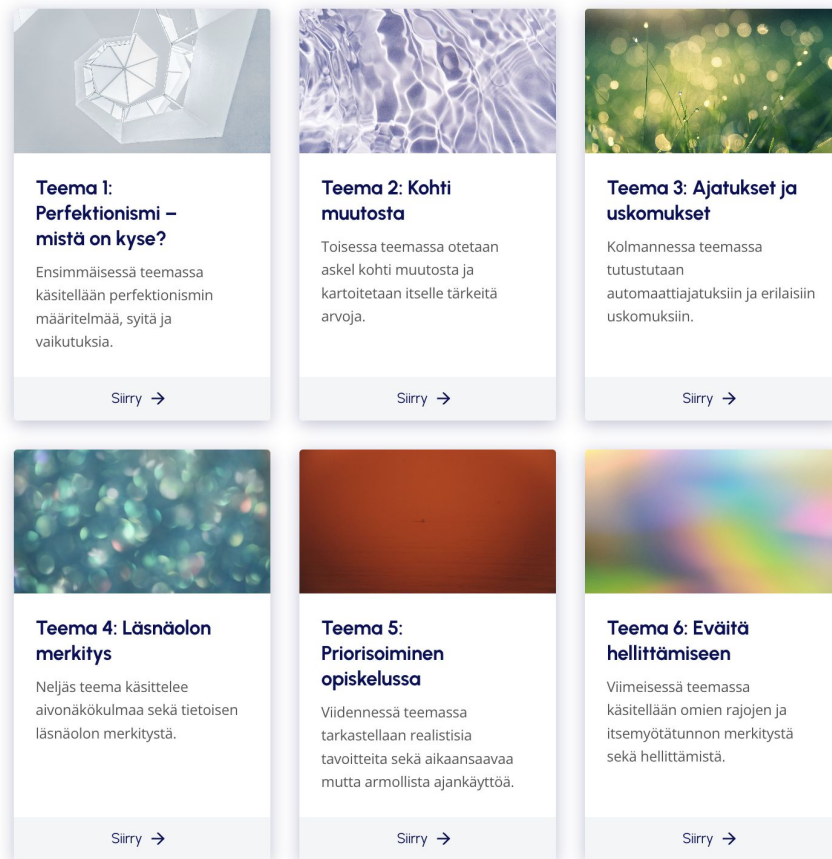 Teema 1:
Perfektionismi –
mistä on kyse?
Ensimmäisessä teemassa
käsitellään perfektionismin
määritelmää, syitä ja
vaikutuksia.
Siirry →
Teema 2: Kohti
muutosta
Toisessa teemassa otetaan
askel kohti muutosta ja
kartoitetaan itselle tärkeitä
arvoja.
Siirry →
Teema 3: Ajatukset ja
uskomukset
Kolmannessa teemassa
tutustutaan
automaattiajatuksiin ja erilaisiin
uskomuksiin.
Siirry →
Teema 4: Läsnäolon
merkitys
Neljäs teema käsittelee
aivonäkökulmaa sekä tietoisen
läsnäolon merkitystä.
Siirry →
Teema 5:
Priorisoiminen
opiskelussa
Viidennessä teemassa
tarkastellaan realistisia
tavoitteita sekä aikaansaavaa
mutta armollista ajankäyttöä.
Siirry →
Teema 6: Eväitä
hellittämiseen
Viimeisessä teemassa
käsitellään omien rajojen ja
itsemyötätunnon merkitystä
sekä hellittämistä.
Siirry →